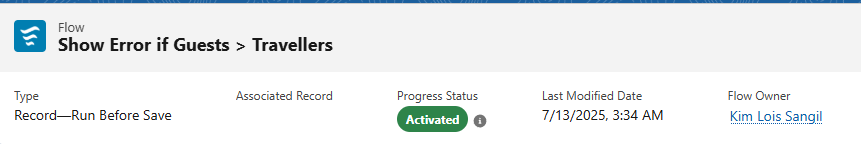 Flow
Show Error if Guests > Travellers
Type
Associated Record
Progress Status
Last Modified Date
Flow Owner
Record—Run Before Save
Activated
7/13/2025, 3:34 AM
Kim Lois Sangil